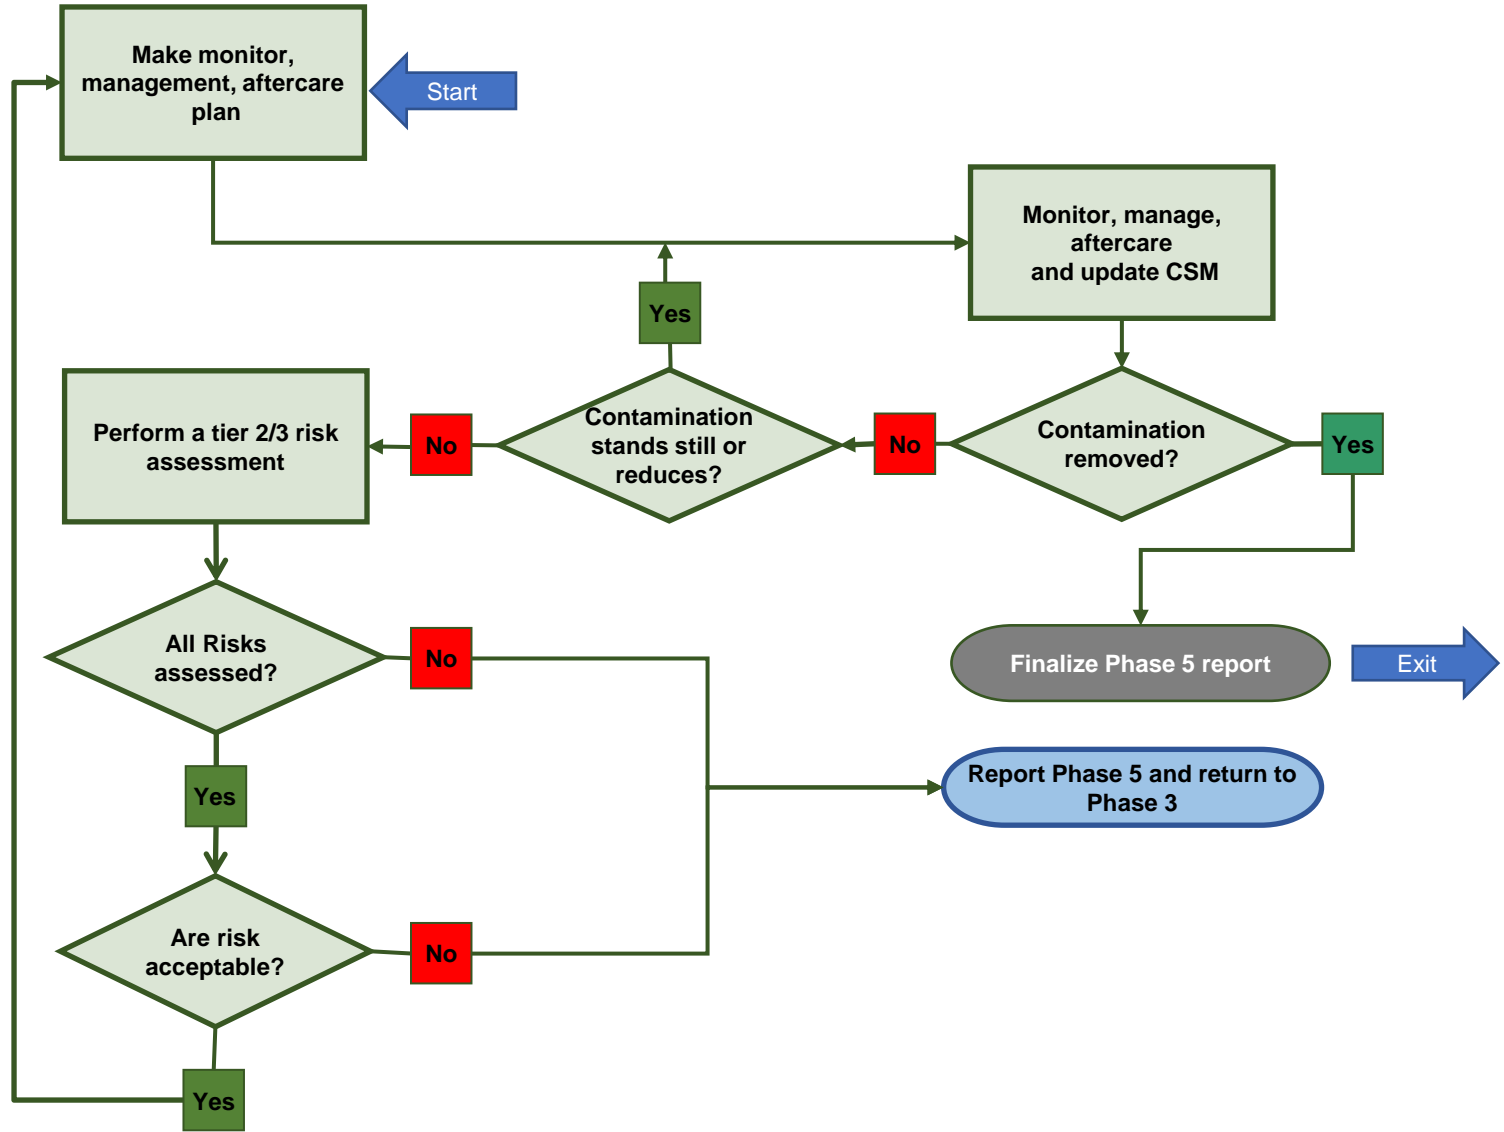 Make monitor,
management, aftercare
plan
Start
Monitor, manage,
aftercare
and update CSM
Yes
Perform a tier 2/3 risk
assessment
No
Contamination
stands still or
reduces?
No
Contamination
removed?
Yes
All Risks
assessed?
No
Finalize Phase 5 report
Exit
Yes
Report Phase 5 and return to
Phase 3
Are risk
acceptable?
No
Yes